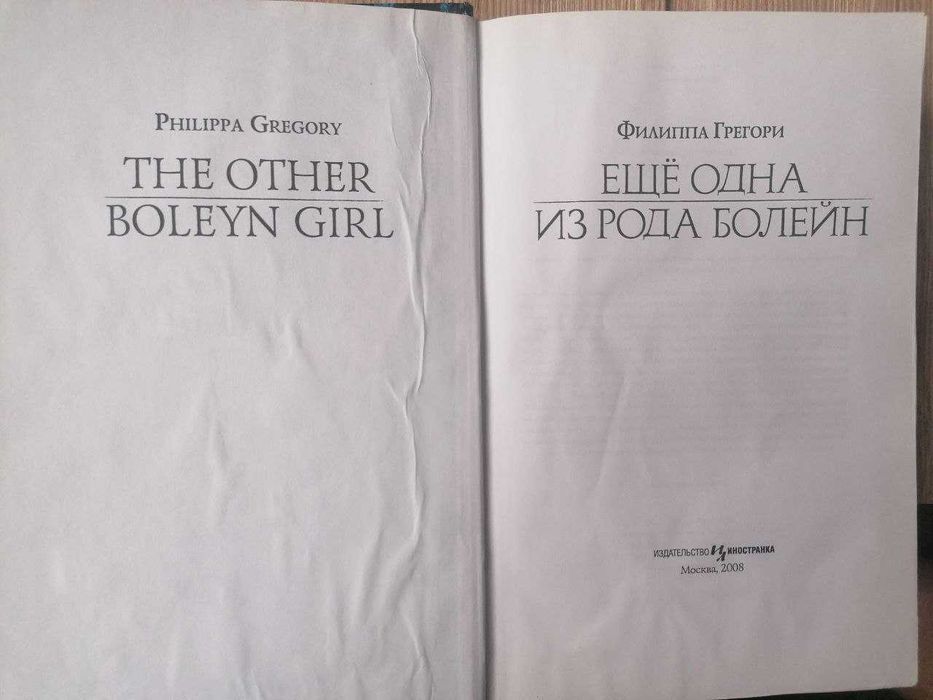 PHILIPPA GREGORY
THE OTHER
BOLEYN GIRL
ФИЛИППА ГРЕГОРИ
ЕЩЁ ОДНА
ИЗ РОДА БОЛЕЙН
ИЗДАТЕЛЬСТВО ИНОСТРАНКА
Москва, 2008